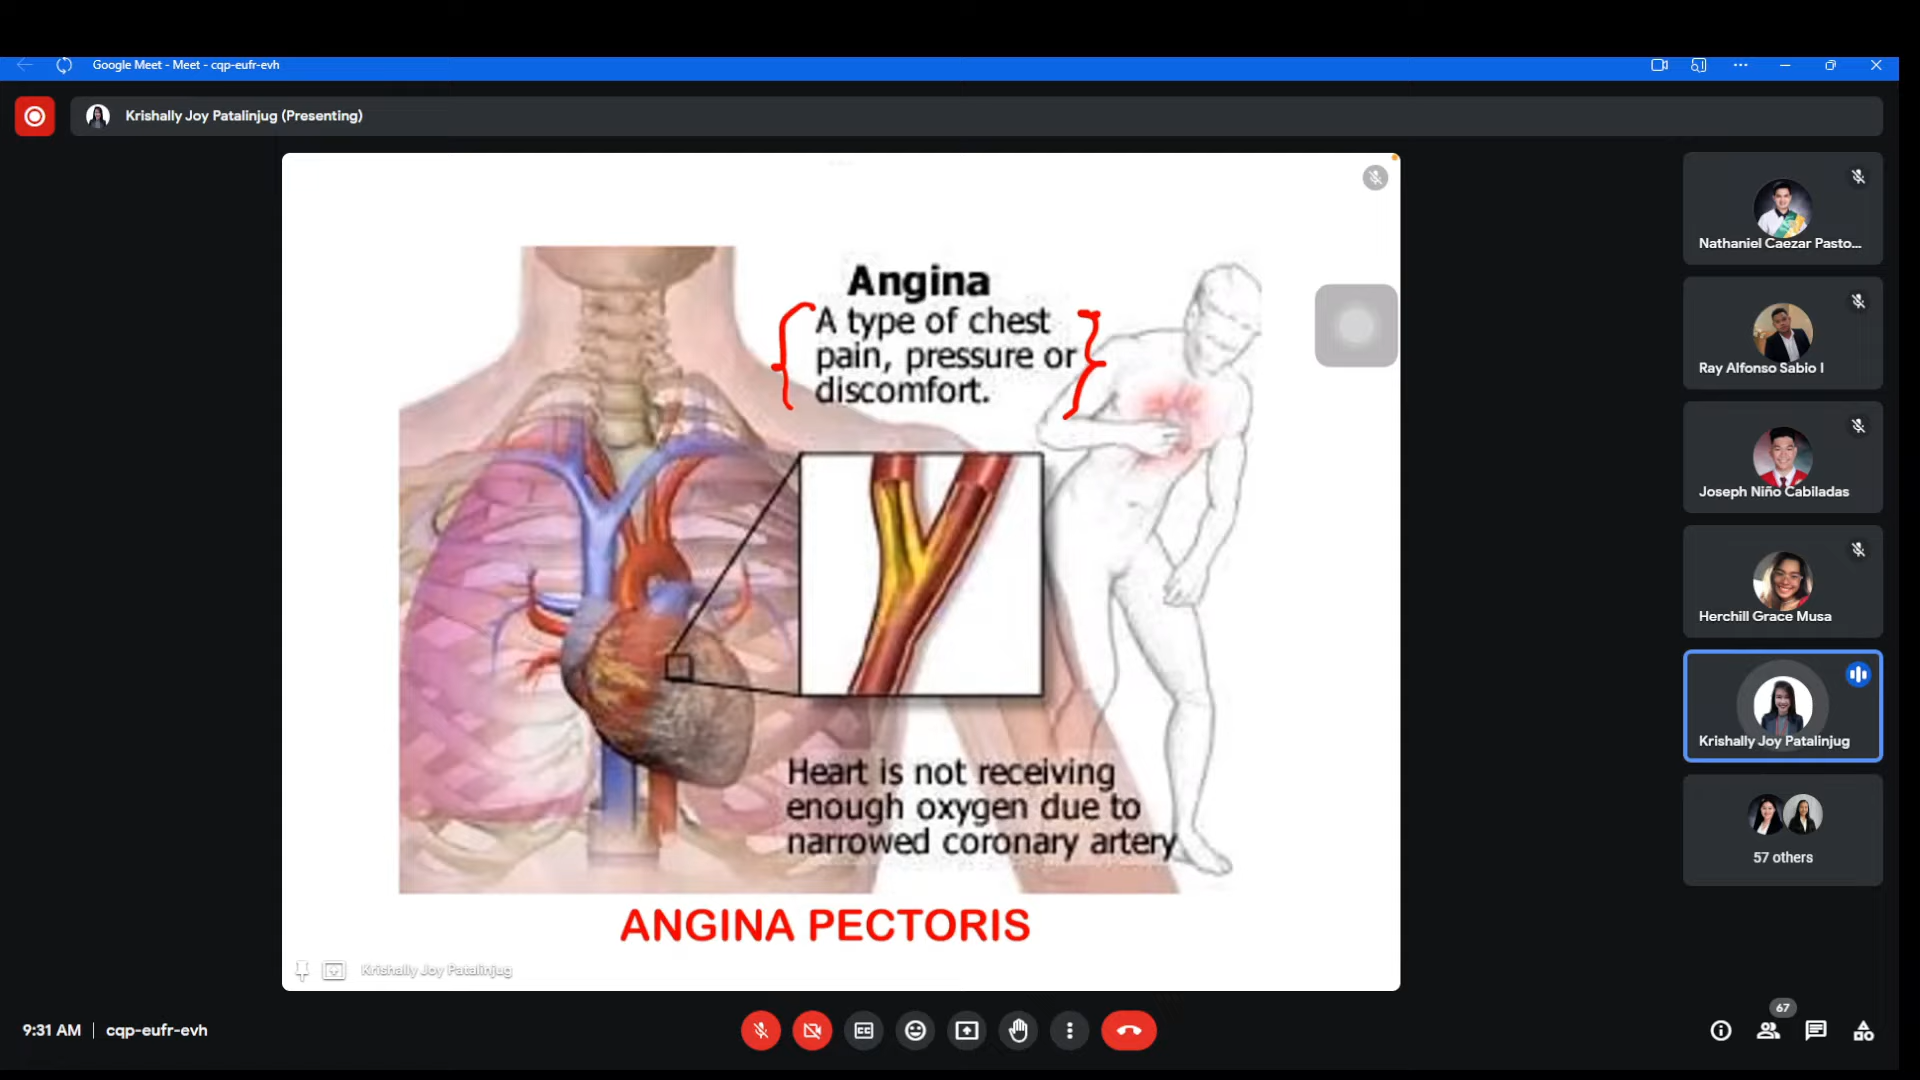 Google Meet - Meet - cqp-eufr-evh
Krishally Joy Patalinjug (Presenting)
Angina
A type of chest
pain, pressure or
discomfort.
Heart is not receiving
enough oxygen due to
narrowed coronary artery
ANGINA PECTORIS
Krishally Joy Patalinjug
Nathaniel Caezar Pasto...
Ray Alfonso Sabio I
Joseph Niño Cabiladas
Herchill Grace Musa
Krishally Joy Patalinjug
57 others
9:31 AM | cqp-eufr-evh
CC
67